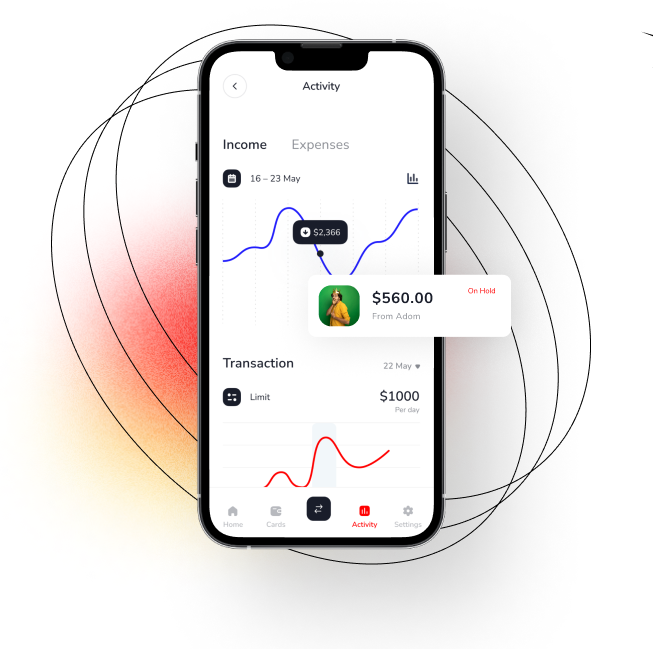 Activity
Income Expenses
16 – 23 May
$2,366
$560.00
On Hold
From Adom
Transaction
22 May
Limit
$1000
Per day
Home
Cards
Activity
Settings